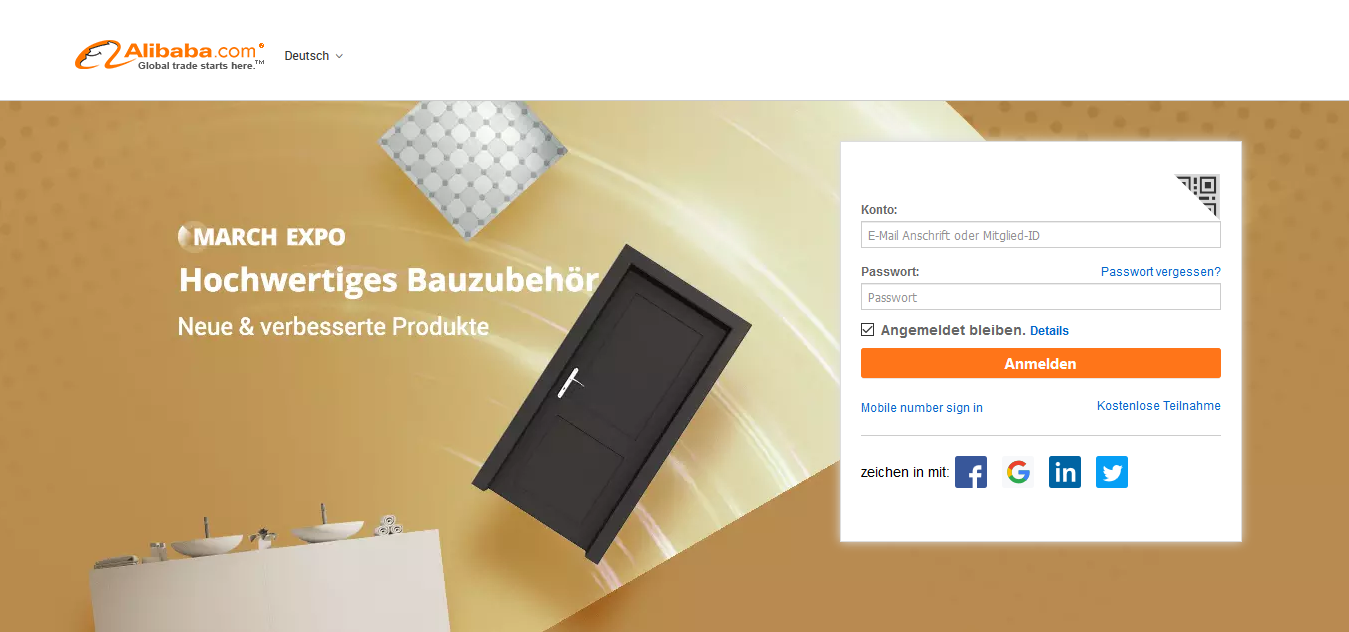 Alibaba.com®
Global trade starts here.™
Deutsch
MARCH EXPO
Hochwertiges Bauzubehör
Neue & verbesserte Produkte
Konto:
E-Mail Anschrift oder Mitglied-ID
Passwort:
Passwort vergessen?
Passwort
Angemeldet bleiben. Details
Anmelden
Mobile number sign in
Kostenlose Teilnahme
zeichen in mit: